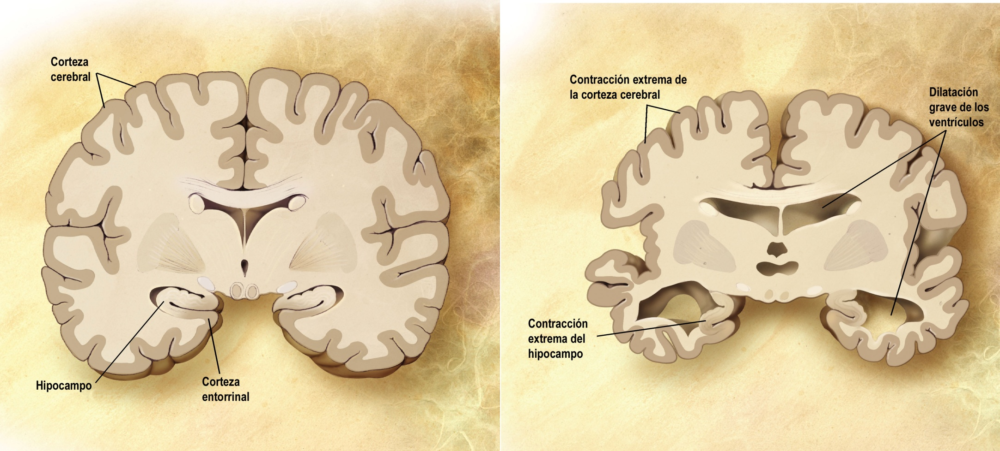 Corteza
cerebral
Hipocampo
Corteza
entorrinal
Contracción extrema de
la corteza cerebral
Dilatación
grave de los
ventrículos
Contracción
extrema del
hipocampo